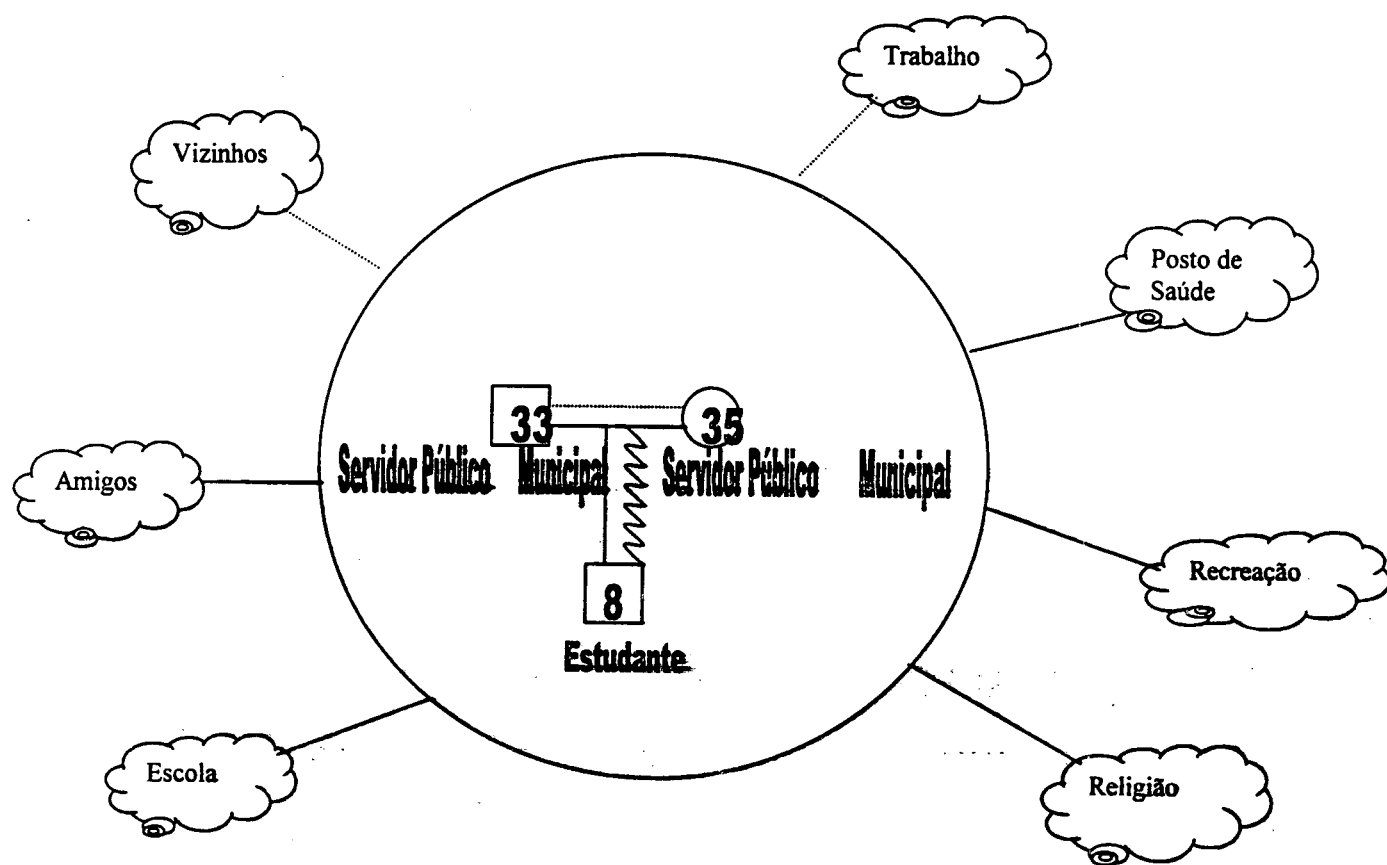 Trabalho
Vizinhos
Posto de
Saúde
33 35
Servidor Público Municipal Servidor Público Municipal
Amigos
Recreação
8
Estudante
Escola
Religião